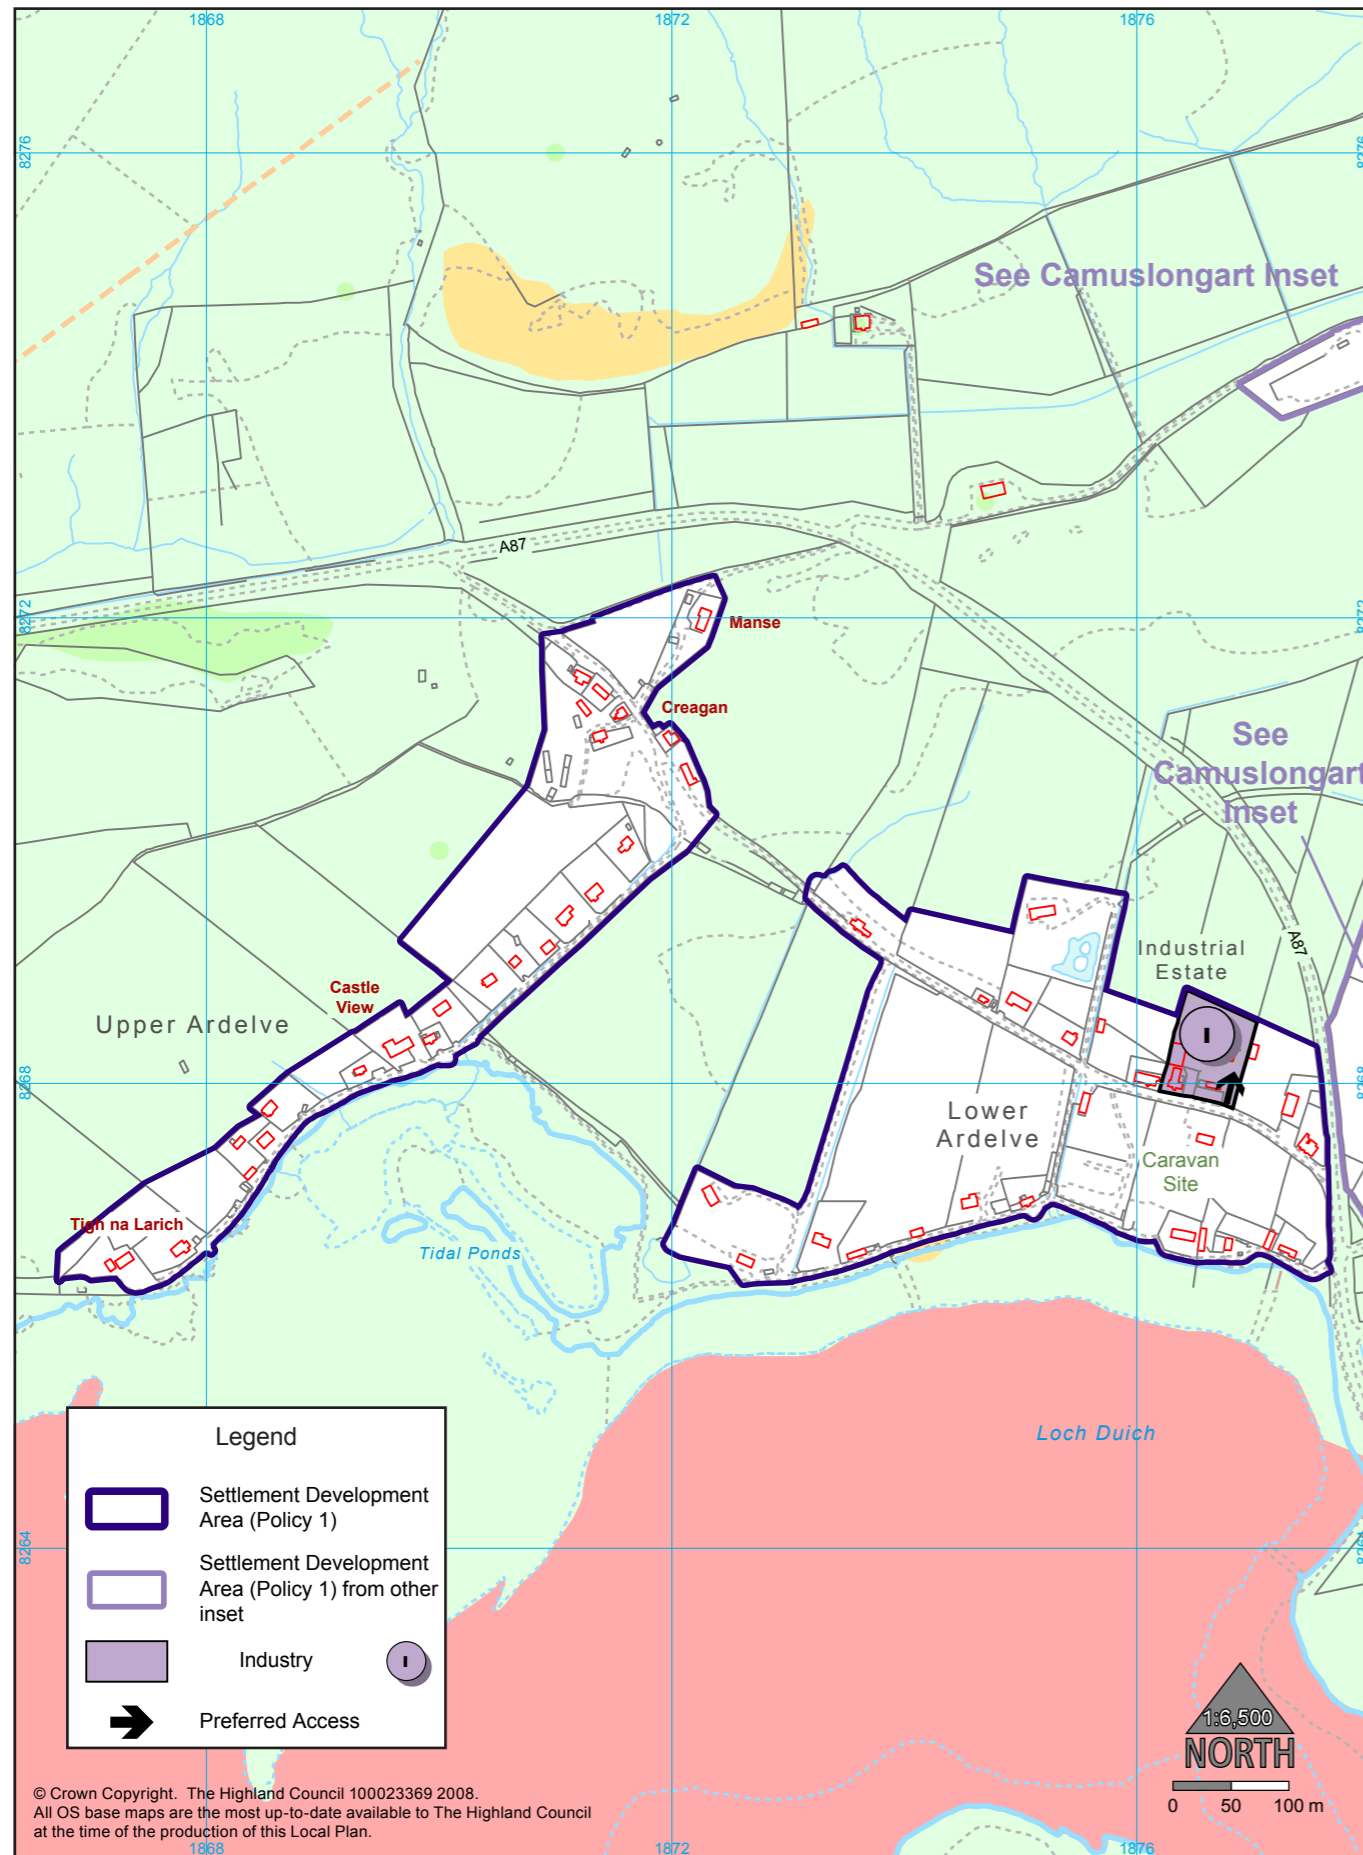 1868
1872
1876
8276
8276
See Camuslongart Inset
A87
8272
8272
Manse
Creagan
See
Camuslongart
Inset
A87
Industrial
Estate
Castle
View
Upper Ardelve
I
8268
8268
Lower
Ardelve
Caravan
Site
Tigh na Larich
Tidal Ponds
Loch Duich
Legend
Settlement Development
Area (Policy 1)
Settlement Development
Area (Policy 1) from other
inset
Industry
I
Preferred Access
8264
8264
1:6,500
NORTH
0 50 100 m
© Crown Copyright. The Highland Council 100023369 2008.
All OS base maps are the most up-to-date available to The Highland Council
at the time of the production of this Local Plan.
1868
1872
1876